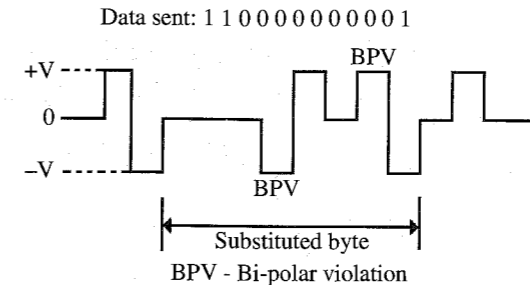 Data sent: 1 1 0 0 0 0 0 0 0 0 0 0 1
BPV
+V
0
−V
BPV
Substituted byte
BPV - Bi-polar violation